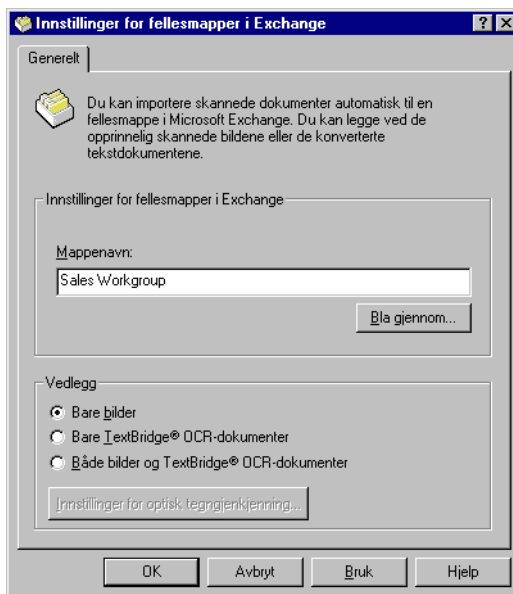 Innstillinger for fellesmapper i Exchange
Generelt
Du kan importere skannede dokumenter automatisk til en
fellesmappe i Microsoft Exchange. Du kan legge ved de
opprinnelig skannede bildene eller de konverterte
tekstdokumentene.
Innstillinger for fellesmapper i Exchange
Mappenavn:
Sales Workgroup
Bla gjennom...
Vedlegg
Bare bilder
Bare TextBridge® OCR-dokumenter
Både bilder og TextBridge® OCR-dokumenter
Innstillinger for optisk tegngjenkjenning...
OK Avbryt Bruk Hjelp